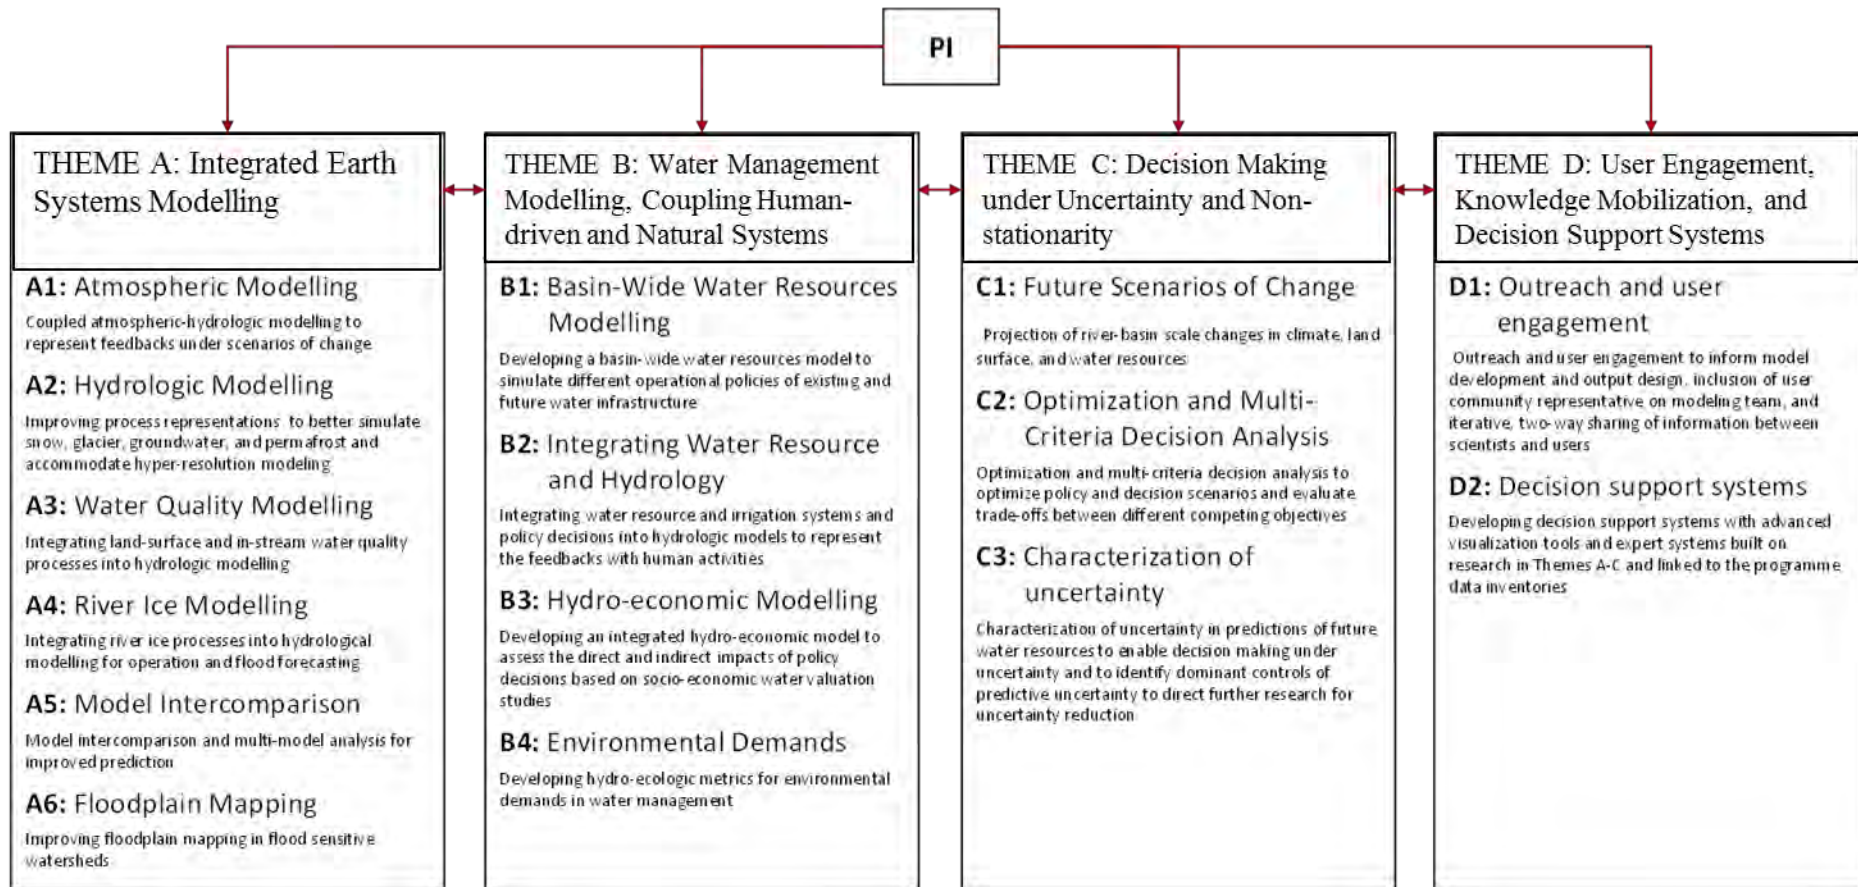 PI
THEME A: Integrated Earth
Systems Modelling
A1: Atmospheric Modelling
Coupled atmospheric-hydrologic modelling to
represent feedbacks under scenarios of change
A2: Hydrologic Modelling
Improving process representations to better simulate
snow, glacier, groundwater, and permafrost and
accommodate hyper-resolution modeling
A3: Water Quality Modelling
Integrating land-surface and in-stream water quality
processes into hydrologic modelling
A4: River Ice Modelling
Integrating river ice processes into hydrological
modelling for operation and flood forecasting
A5: Model Intercomparison
Model intercomparison and multi-model analysis for
improved prediction
A6: Floodplain Mapping
Improving floodplain mapping in flood sensitive
watersheds
THEME B: Water Management
Modelling, Coupling Human-
driven and Natural Systems
B1: Basin-Wide Water Resources
Modelling
Developing a basin-wide water resources model to
simulate different operational policies of existing and
future water infrastructure
B2: Integrating Water Resource
and Hydrology
Integrating water resource and irrigation systems and
policy decisions into hydrologic models to represent
the feedbacks with human activities
B3: Hydro-economic Modelling
Developing an integrated hydro-economic model to
assess the direct and indirect impacts of policy
decisions based on socio-economic water valuation
studies
B4: Environmental Demands
Developing hydro-ecologic metrics for environmental
demands in water management
THEME C: Decision Making
under Uncertainty and Non-
stationarity
C1: Future Scenarios of Change
Projection of river-basin scale changes in climate, land
surface, and water resources
C2: Optimization and Multi-
Criteria Decision Analysis
Optimization and multi-criteria decision analysis to
optimize policy and decision scenarios and evaluate
trade-offs between different competing objectives
C3: Characterization of
uncertainty
Characterization of uncertainty in predictions of future
water resources to enable decision making under
uncertainty and to identify dominant controls of
predictive uncertainty to direct further research for
uncertainty reduction
THEME D: User Engagement,
Knowledge Mobilization, and
Decision Support Systems
D1: Outreach and user
engagement
Outreach and user engagement to inform model
development and output design, inclusion of user
community representative on modeling team, and
iterative, two-way sharing of information between
scientists and users
D2: Decision support systems
Developing decision support systems with advanced
visualization tools and expert systems built on
research in Themes A-C and linked to the programme
data inventories